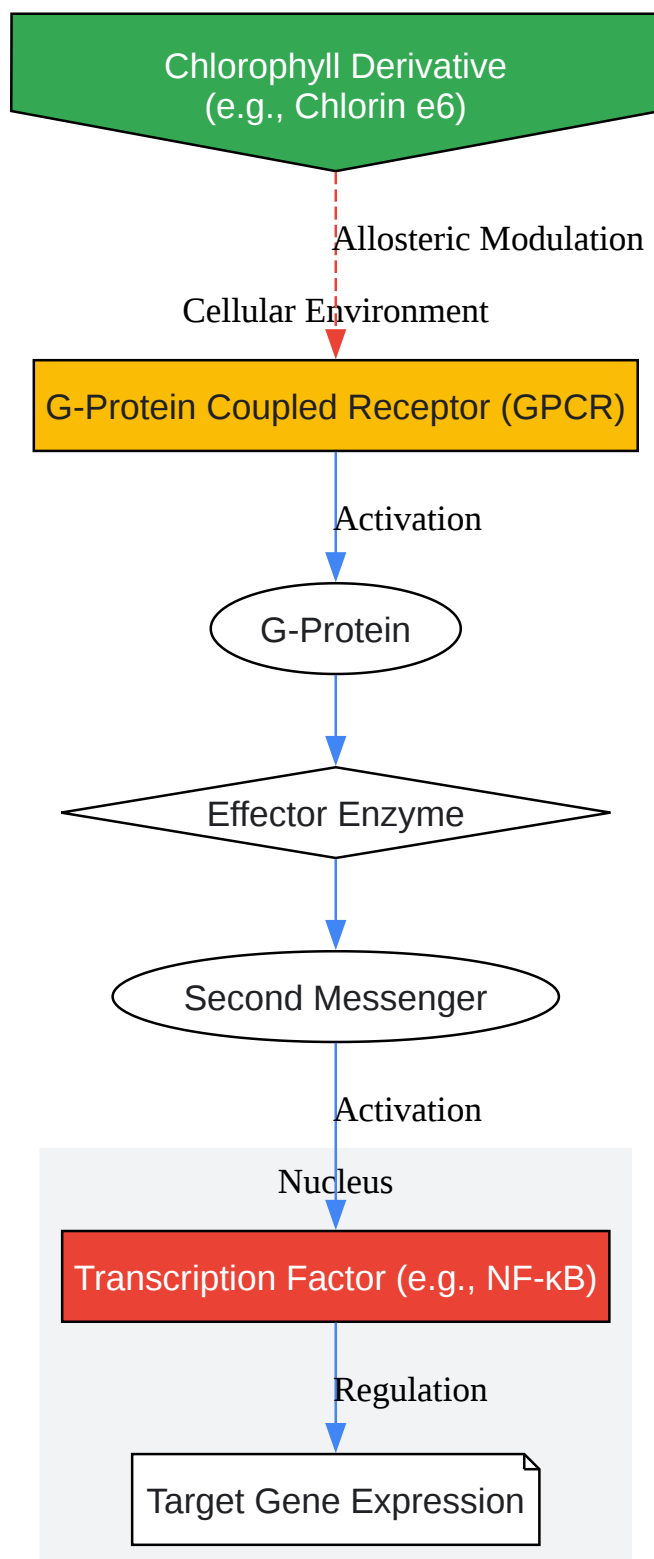 Chlorophyll Derivative
(e.g., Chlorin e6)
Allosteric Modulation
Cellular Environment
G-Protein Coupled Receptor (GPCR)
Activation
G-Protein
Effector Enzyme
Second Messenger
Activation
Nucleus
Transcription Factor (e.g., NF-κB)
Regulation
Target Gene Expression